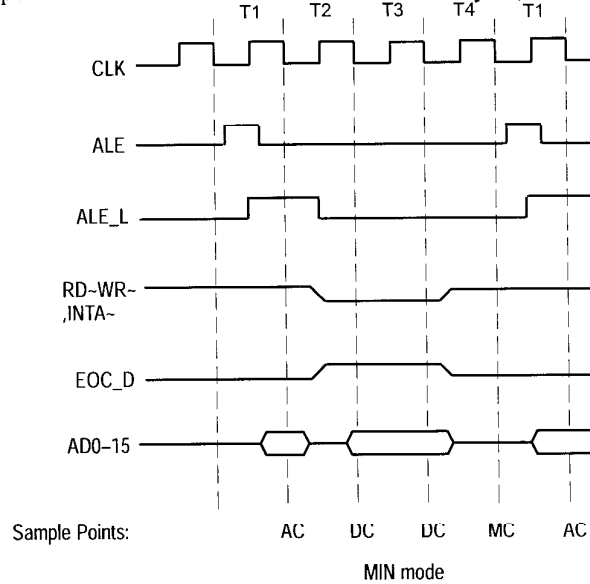 T1 T2 T3 T4 T1
CLK
ALE
ALE_L
RD~WR~
,INTA~
EOC_D
AD0–15
Sample Points: AC DC DC MC AC
MIN mode